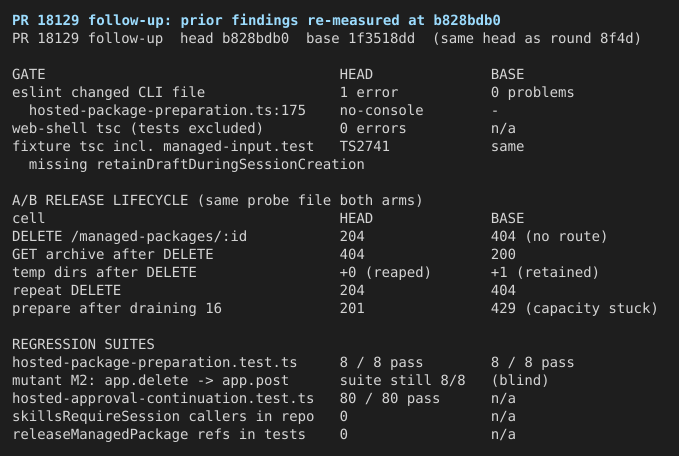 PR 18129 follow-up: prior findings re-measured at b828bdb0
PR 18129 follow-up  head b828bdb0  base 1f3518dd  (same head as round 8f4d)

GATE                                   HEAD              BASE
eslint changed CLI file                1 error           0 problems
  hosted-package-preparation.ts:175    no-console        -
web-shell tsc (tests excluded)         0 errors          n/a
fixture tsc incl. managed-input.test   TS2741            same
  missing retainDraftDuringSessionCreation

A/B RELEASE LIFECYCLE (same probe file both arms)
cell                                   HEAD              BASE
DELETE /managed-packages/:id           204               404 (no route)
GET archive after DELETE               404               200
temp dirs after DELETE                 +0 (reaped)       +1 (retained)
repeat DELETE                          204               404
prepare after draining 16              201               429 (capacity stuck)

REGRESSION SUITES
hosted-package-preparation.test.ts     8 / 8 pass        8 / 8 pass
mutant M2: app.delete -> app.post      suite still 8/8   (blind)
hosted-approval-continuation.test.ts   80 / 80 pass      n/a
skillsRequireSession callers in repo   0                 n/a
releaseManagedPackage refs in tests    0                 n/a